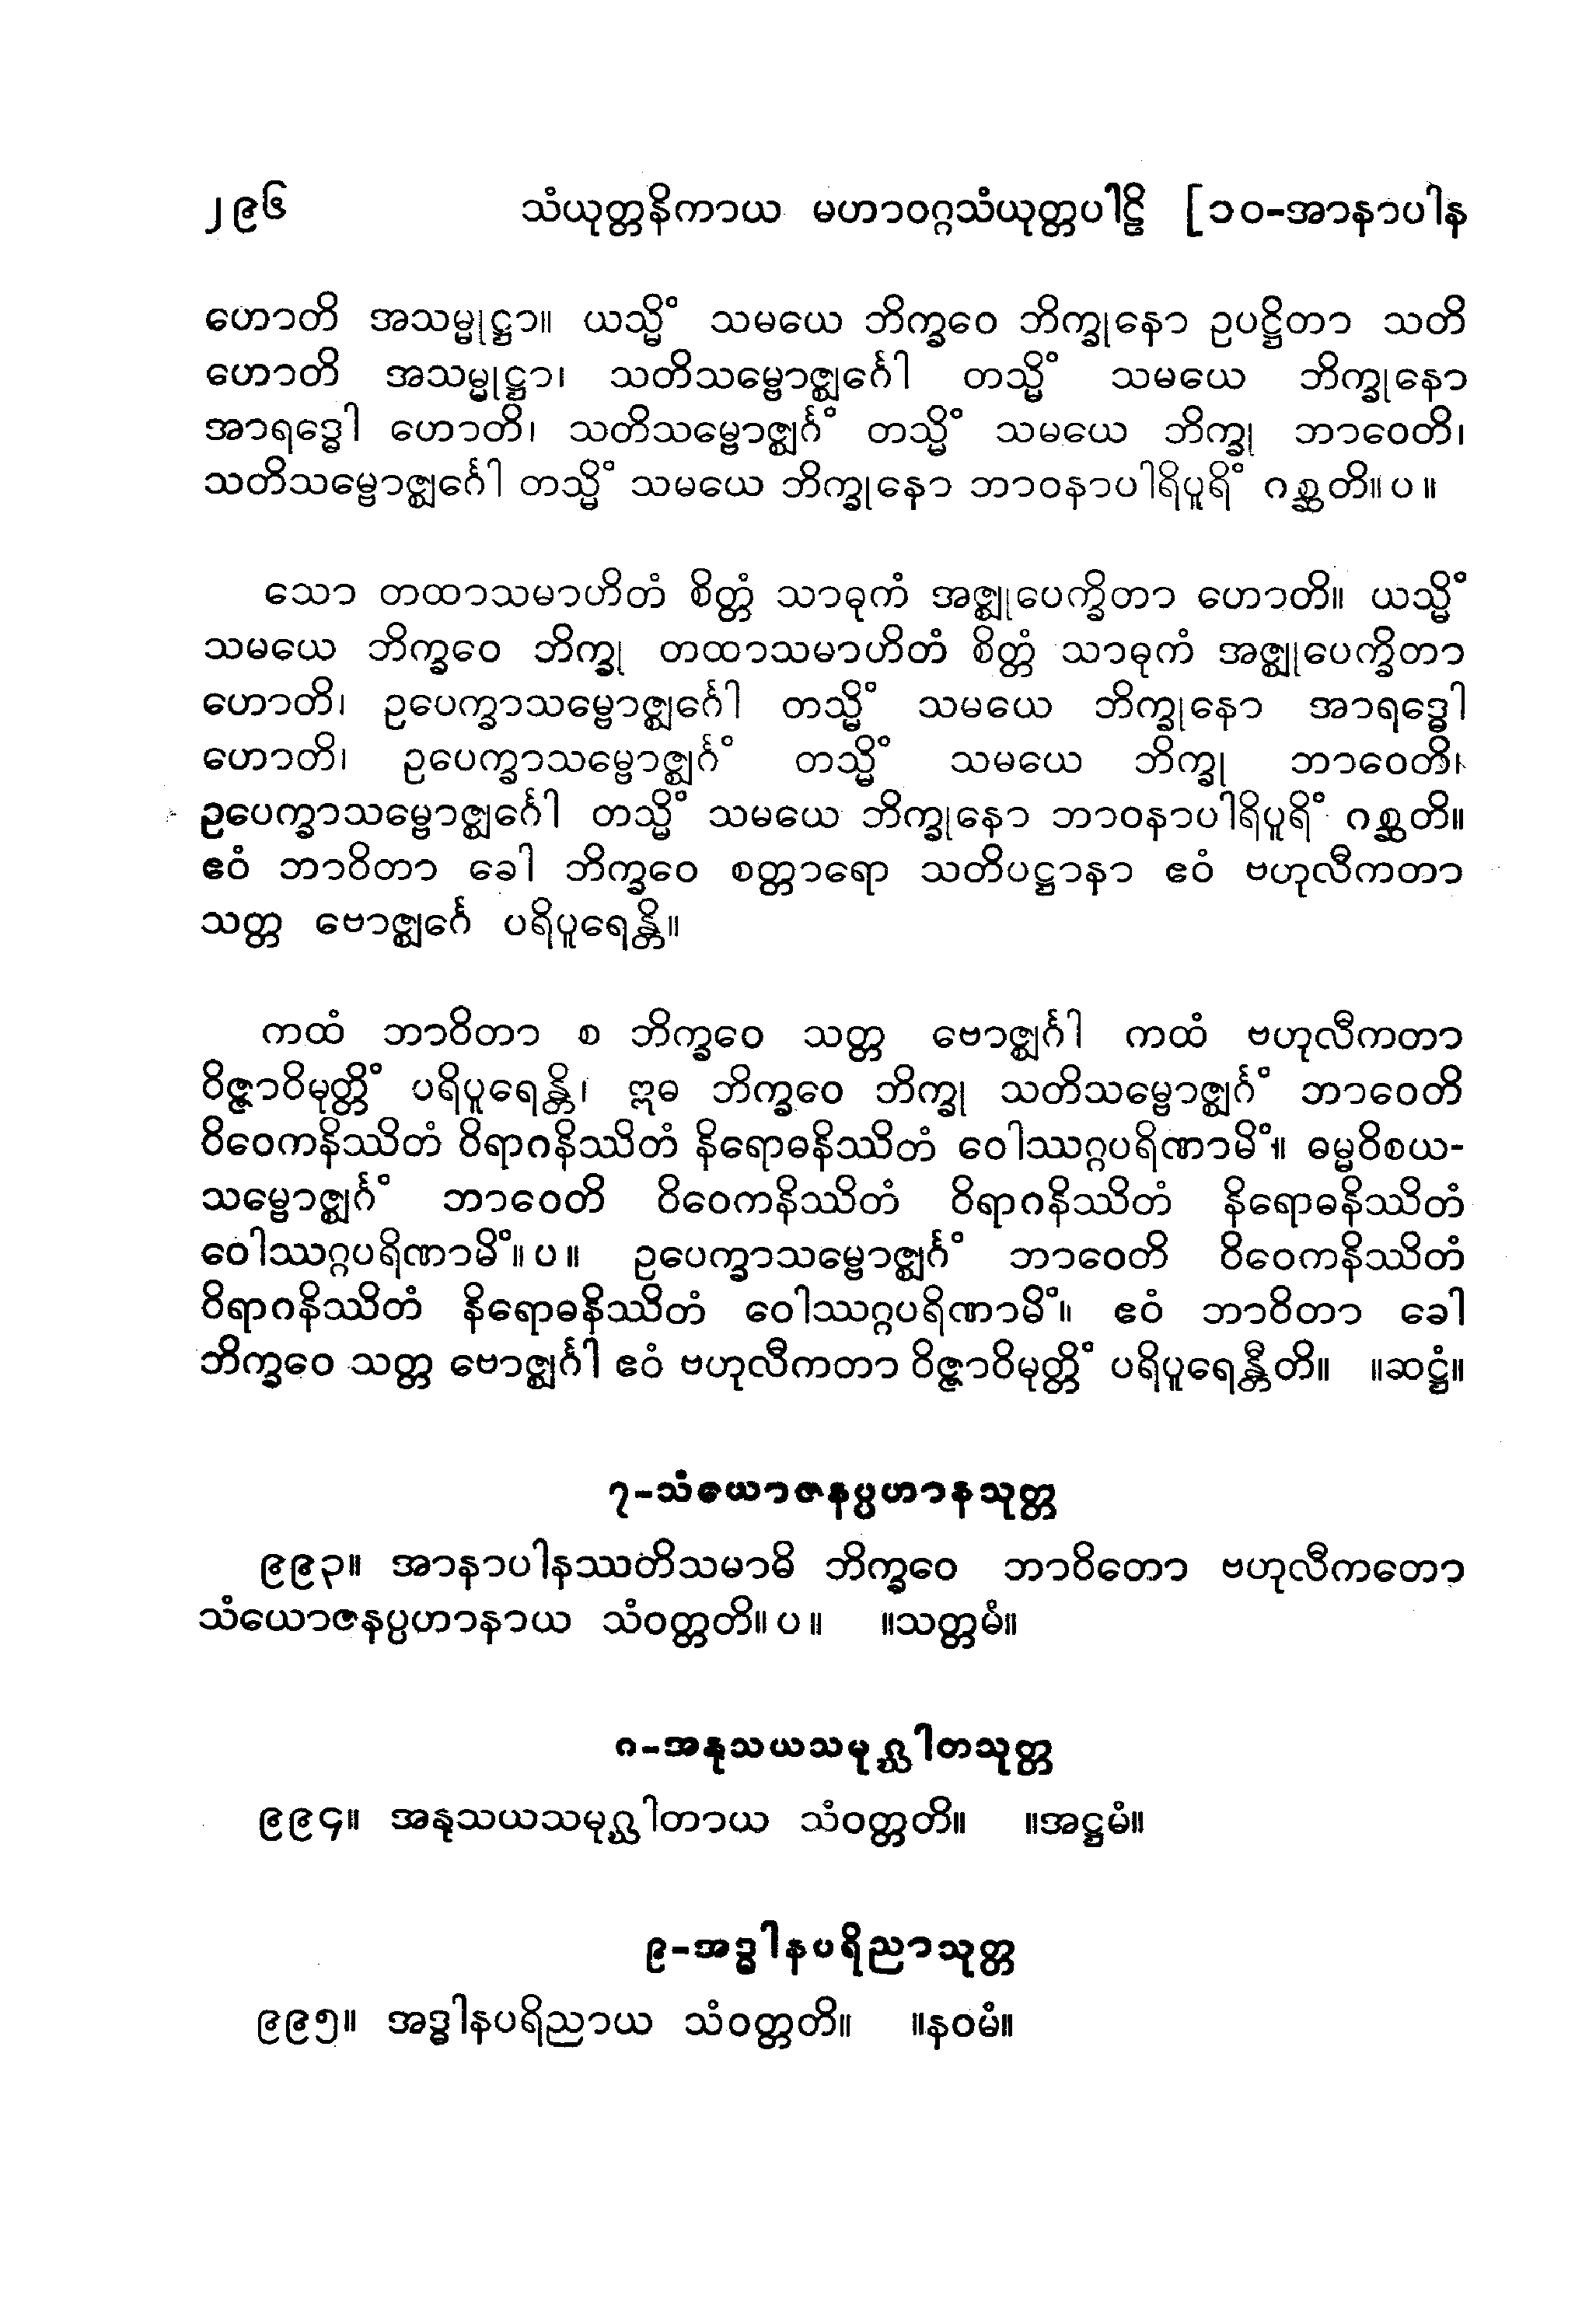 ၂၉၆ သံယုတ္တနိကာယ မဟာဝဂ္ဂသံယုတ္တပါဠိ [၁၀-အာနာပါန
ဟောတိ အသမ္မုဋ္ဌာ။ ယသ္မိံ သမယေ ဘိက္ခဝေ ဘိက္ခုနော ဥပဋ္ဌိတာ သတိ
ဟောတိ အသမ္မုဋ္ဌာ၊ သတိသမ္ဗောဇ္ဈင်္ဂေါ တသ္မိံ သမယေ ဘိက္ခုနော
အာရဒ္ဓေါ ဟောတိ၊ သတိသမ္ဗောဇ္ဈင်္ဂံ တသ္မိံ သမယေ ဘိက္ခု ဘာဝေတိ၊
သတိသမ္ဗောဇ္ဈင်္ဂေါ တသ္မိံ သမယေ ဘိက္ခုနော ဘာဝနာပါရိပူရိံ ဂစ္ဆတိ။ ပ ။
သော တထာသမာဟိတံ စိတ္တံ သာဓုကံ အဇ္ဈုပေက္ခိတာ ဟောတိ။ ယသ္မိံ
သမယေ ဘိက္ခဝေ ဘိက္ခု တထာသမာဟိတံ စိတ္တံ သာဓုကံ အဇ္ဈုပေက္ခိတာ
ဟောတိ၊ ဥပေက္ခာသမ္ဗောဇ္ဈင်္ဂေါ တသ္မိံ သမယေ ဘိက္ခုနော အာရဒ္ဓေါ
ဟောတိ၊ ဥပေက္ခာသမ္ဗောဇ္ဈင်္ဂံ တသ္မိံ သမယေ ဘိက္ခု ဘာဝေတိ၊
ဥပေက္ခာသမ္ဗောဇ္ဈင်္ဂေါ တသ္မိံ သမယေ ဘိက္ခုနော ဘာဝနာပါရိပူရိံ ဂစ္ဆတိ။
ဧဝံ ဘာဝိတာ ခေါ ဘိက္ခဝေ စတ္တာရော သတိပဋ္ဌာနာ ဧဝံ ဗဟုလီကတာ
သတ္တ ဗောဇ္ဈင်္ဂေ ပရိပူရေန္တိ။
ကထံ ဘာဝိတာ စ ဘိက္ခဝေ သတ္တ ဗောဇ္ဈင်္ဂါ ကထံ ဗဟုလီကတာ
ဝိဇ္ဇာဝိမုတ္တိံ ပရိပူရေန္တိ၊ ဣဓ ဘိက္ခဝေ ဘိက္ခု သတိသမ္ဗောဇ္ဈင်္ဂံ ဘာဝေတိ
ဝိဝေကနိဿိတံ ဝိရာဂနိဿိတံ နိရောဓနိဿိတံ ဝေါဿဂ္ဂပရိဏာမိံ။ ဓမ္မဝိစယ-
သမ္ဗောဇ္ဈင်္ဂံ ဘာဝေတိ ဝိဝေကနိဿိတံ ဝိရာဂနိဿိတံ နိရောဓနိဿိတံ
ဝေါဿဂ္ဂပရိဏာမိံ။ ပ ။ ဥပေက္ခာသမ္ဗောဇ္ဈင်္ဂံ ဘာဝေတိ ဝိဝေကနိဿိတံ
ဝိရာဂနိဿိတံ နိရောဓနိဿိတံ ဝေါဿဂ္ဂပရိဏာမိံ။ ဧဝံ ဘာဝိတာ ခေါ
ဘိက္ခဝေ သတ္တ ဗောဇ္ဈင်္ဂါ ဧဝံ ဗဟုလီကတာ ဝိဇ္ဇာဝိမုတ္တိံ ပရိပူရေန္တီတိ။ ။ဆဋ္ဌံ။
၇-သံယောဇနပ္ပဟာနသုတ္တ
၉၉၃။ အာနာပါနဿတိသမာဓိ ဘိက္ခဝေ ဘာဝိတော ဗဟုလီကတော
သံယောဇနပ္ပဟာနာယ သံဝတ္တတိ။ ပ ။ ။သတ္တမံ။
၈-အနုသယသမုဂ္ဃါတသုတ္တ
၉၉၄။ အနုသယသမုဂ္ဃါတာယ သံဝတ္တတိ။ ။အဋ္ဌမံ။
၉-အဒ္ဓါနပရိညာသုတ္တ
၉၉၅။ အဒ္ဓါနပရိညာယ သံဝတ္တတိ။ ။နဝမံ။